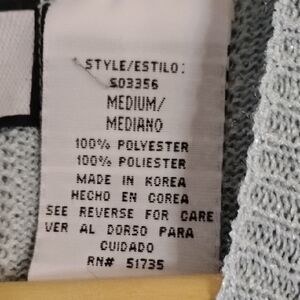 STYLE/ESTILO:
S03356
MEDIUM/
MEDIANO
100% POLYESTER
100% POLIESTER
MADE IN KOREA
HECHO EN COREA
SEE REVERSE FOR CARE
VER AL DORSO PARA
CUIDADO
RN# 51735